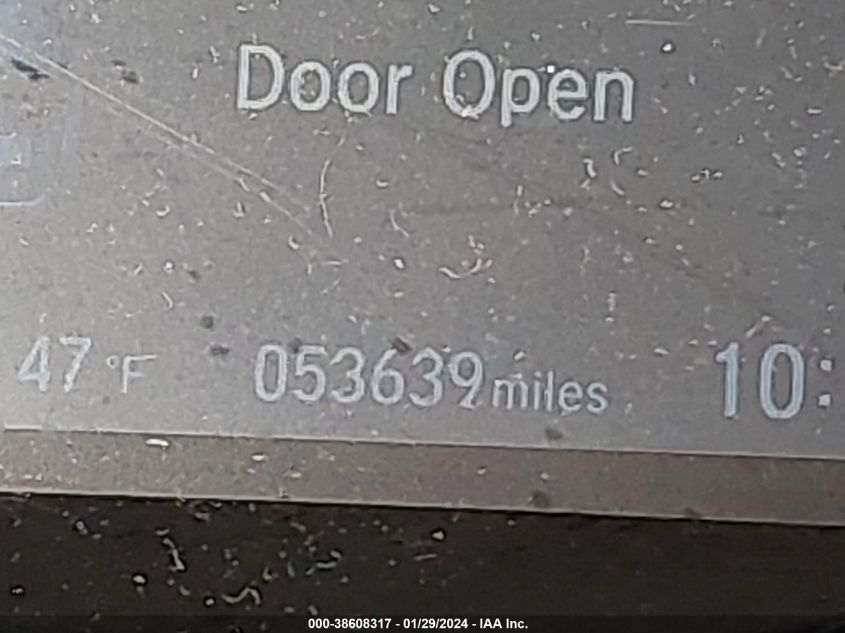 Door Open
47 °F 053639 miles 10:
000-38608317 - 01/29/2024 - IAA Inc.